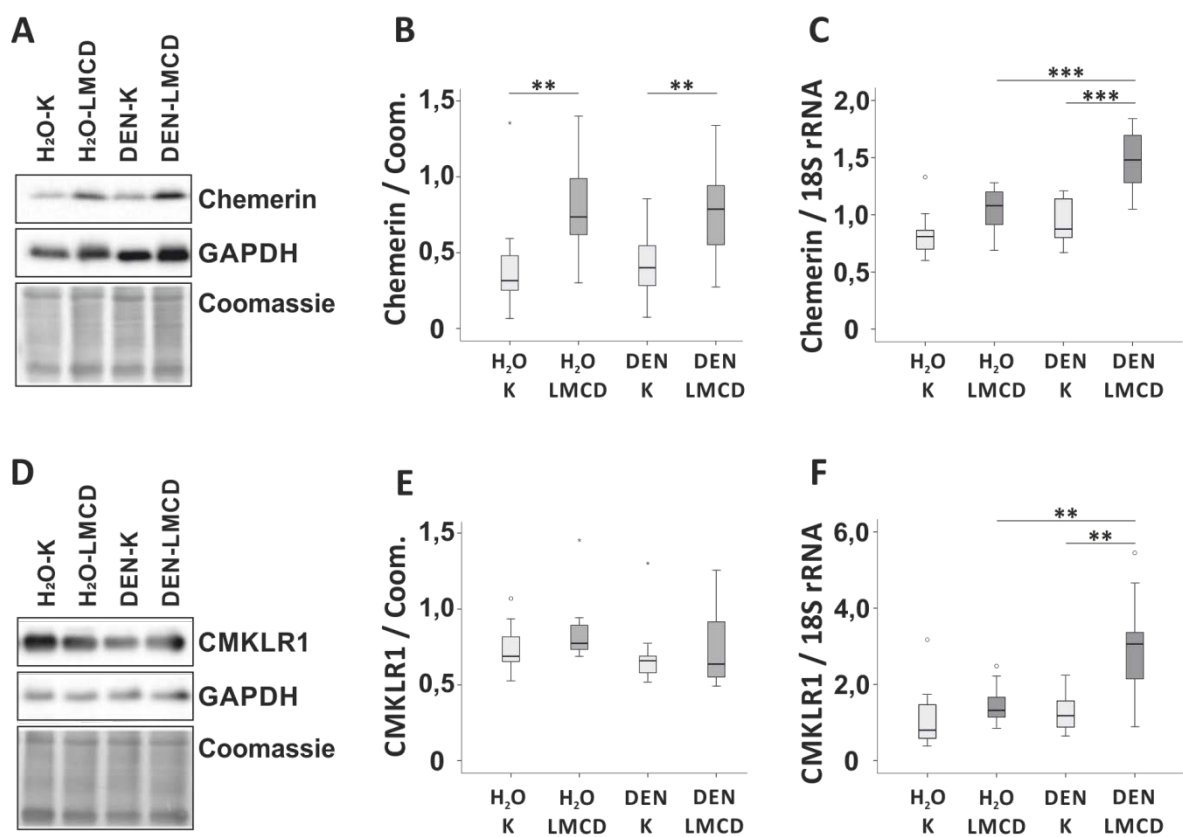 A
H₂O-K
H₂O-LMCD
DEN-K
DEN-LMCD
Chemerin
GAPDH
Coomassie
B
Chemerin / Coom.
1,5
1,0
0,5
0
**
**
H₂O
K
H₂O
LMCD
DEN
K
DEN
LMCD
C
Chemerin / 18S rRNA
2,0
1,5
1,0
0,5
0
***
***
H₂O
K
H₂O
LMCD
DEN
K
DEN
LMCD
D
H₂O-K
H₂O-LMCD
DEN-K
DEN-LMCD
CMKLR1
GAPDH
Coomassie
E
CMKLR1 / Coom.
1,5
1,0
0,5
0
H₂O
K
H₂O
LMCD
DEN
K
DEN
LMCD
F
CMKLR1 / 18S rRNA
6,0
4,0
2,0
0
**
**
H₂O
K
H₂O
LMCD
DEN
K
DEN
LMCD